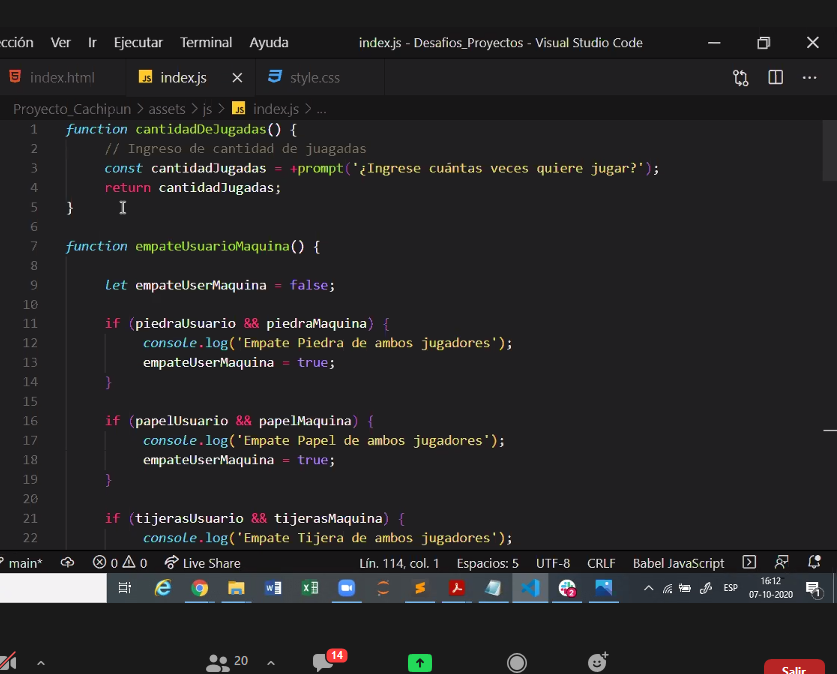 cción Ver Ir Ejecutar Terminal Ayuda index.js - Desafios_Proyectos - Visual Studio Code
index.html JS index.js style.css
Proyecto_Cachipun > assets > js > JS index.js > ...
1 function cantidadDeJugadas() {
2 // Ingreso de cantidad de juagadas
3 const cantidadJugadas = +prompt('¿Ingrese cuántas veces quiere jugar?');
4 return cantidadJugadas;
5 }
6
7 function empateUsuarioMaquina() {
8
9 let empateUserMaquina = false;
10
11 if (piedraUsuario && piedraMaquina) {
12 console.log('Empate Piedra de ambos jugadores');
13 empateUserMaquina = true;
14 }
15
16 if (papelUsuario && papelMaquina) {
17 console.log('Empate Papel de ambos jugadores');
18 empateUserMaquina = true;
19 }
20
21 if (tijerasUsuario && tijerasMaquina) {
22 console.log('Empate Tijera de ambos jugadores');
main* 0 0 Live Share Lín. 114, col. 1 Espacios: 5 UTF-8 CRLF Babel JavaScript
ESP 16:12
07-10-2020 1
20 14
Salir